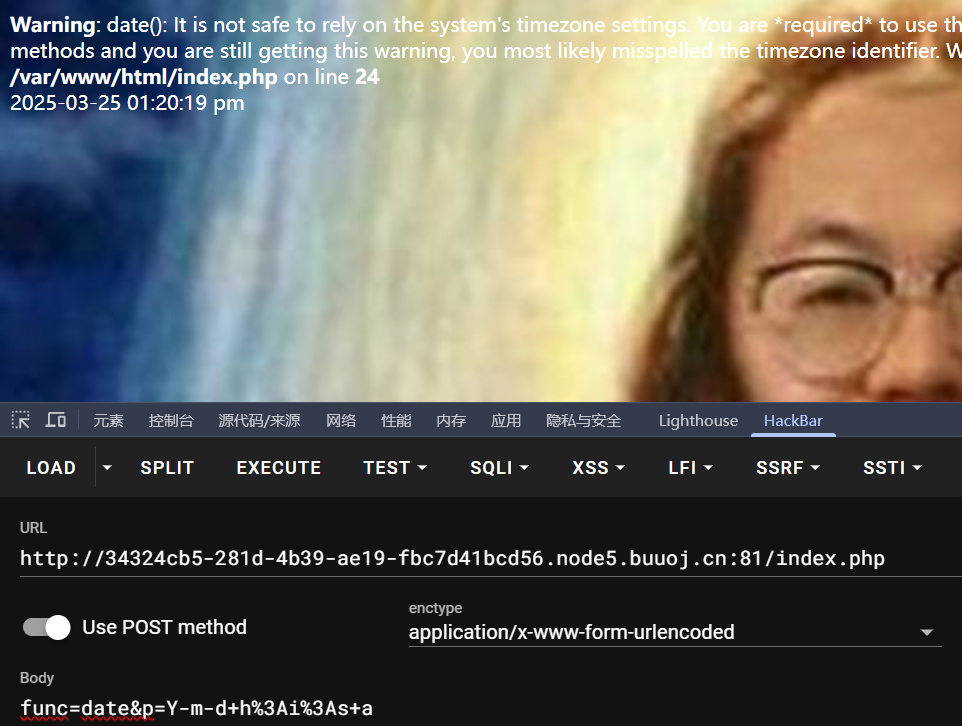 Warning: date(): It is not safe to rely on the system's timezone settings. You are *required* to use th
methods and you are still getting this warning, you most likely misspelled the timezone identifier. W
/var/www/html/index.php on line 24
2025-03-25 01:20:19 pm
元素 控制台 源代码/来源 网络 性能 内存 应用 隐私与安全 Lighthouse HackBar
LOAD SPLIT EXECUTE TEST SQLI XSS LFI SSRF SSTI
URL
http://34324cb5-281d-4b39-ae19-fbc7d41bcd56.node5.buuoj.cn:81/index.php
Use POST method
enctype
application/x-www-form-urlencoded
Body
func=date&p=Y-m-d+h%3Ai%3As+a